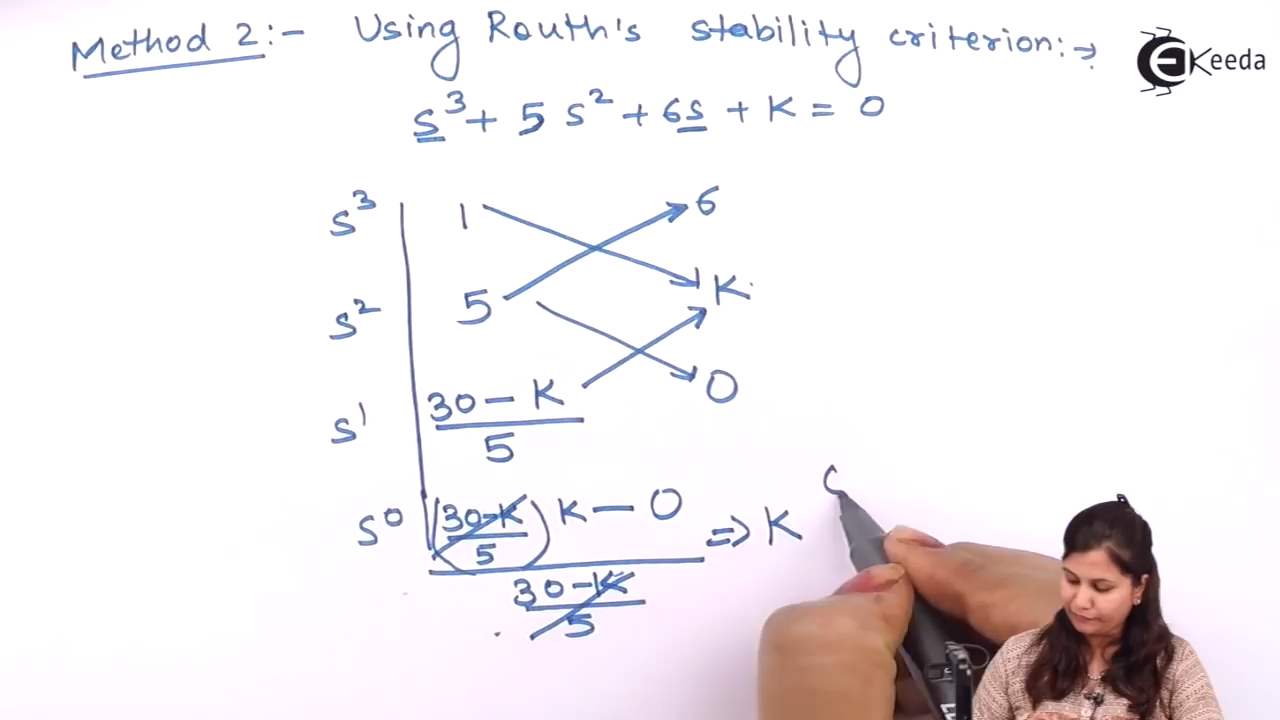 Method 2:- Using Routh's stability criterion:→
EKeeda
s³ + 5s² + 6s + K = 0
s³ 1 6
s² 5 K
s¹ (30-K)/5 0
s⁰ ((30-K)/5)K - 0 / (30-K)/5 ⇒ K